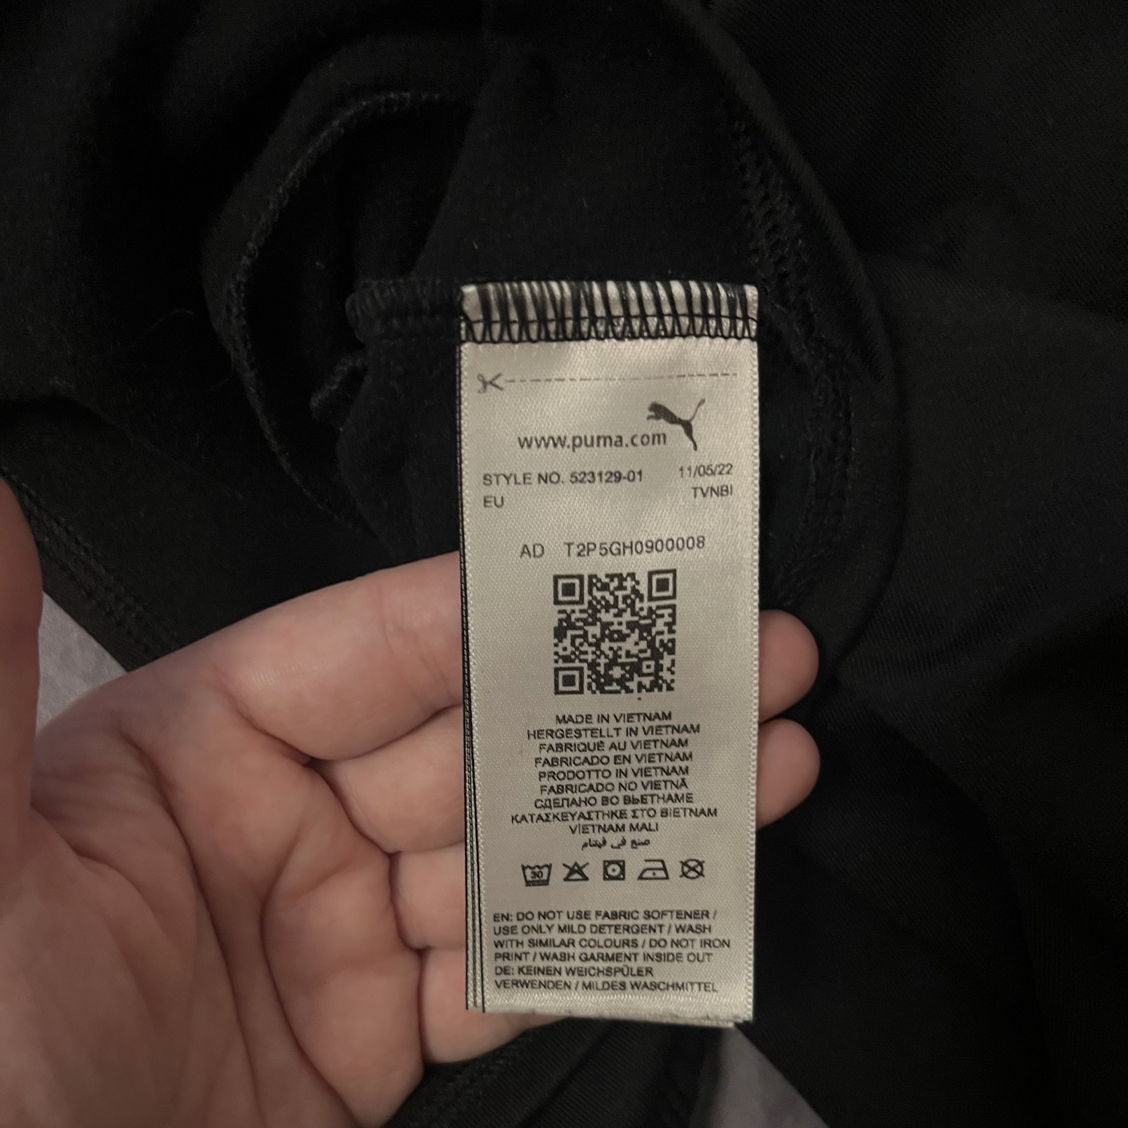 www.puma.com
STYLE NO. 523129-01 11/05/22
EU TVNBI
AD T2P5GH0900008
MADE IN VIETNAM
HERGESTELLT IN VIETNAM
FABRIQUÉ AU VIETNAM
FABRICADO EN VIETNAM
PRODOTTO IN VIETNAM
FABRICADO NO VIETNÃ
СДЕЛАНО ВО ВЬЕТНАМЕ
ΚΑΤΑΣΚΕΥΑΣΤΗΚΕ ΣΤΟ ΒΙΕΤΝΑΜ
VİETNAM MALI
صنع في فيتنام
30
EN: DO NOT USE FABRIC SOFTENER /
USE ONLY MILD DETERGENT / WASH
WITH SIMILAR COLOURS / DO NOT IRON
PRINT / WASH GARMENT INSIDE OUT
DE: KEINEN WEICHSPÜLER
VERWENDEN / MILDES WASCHMITTEL